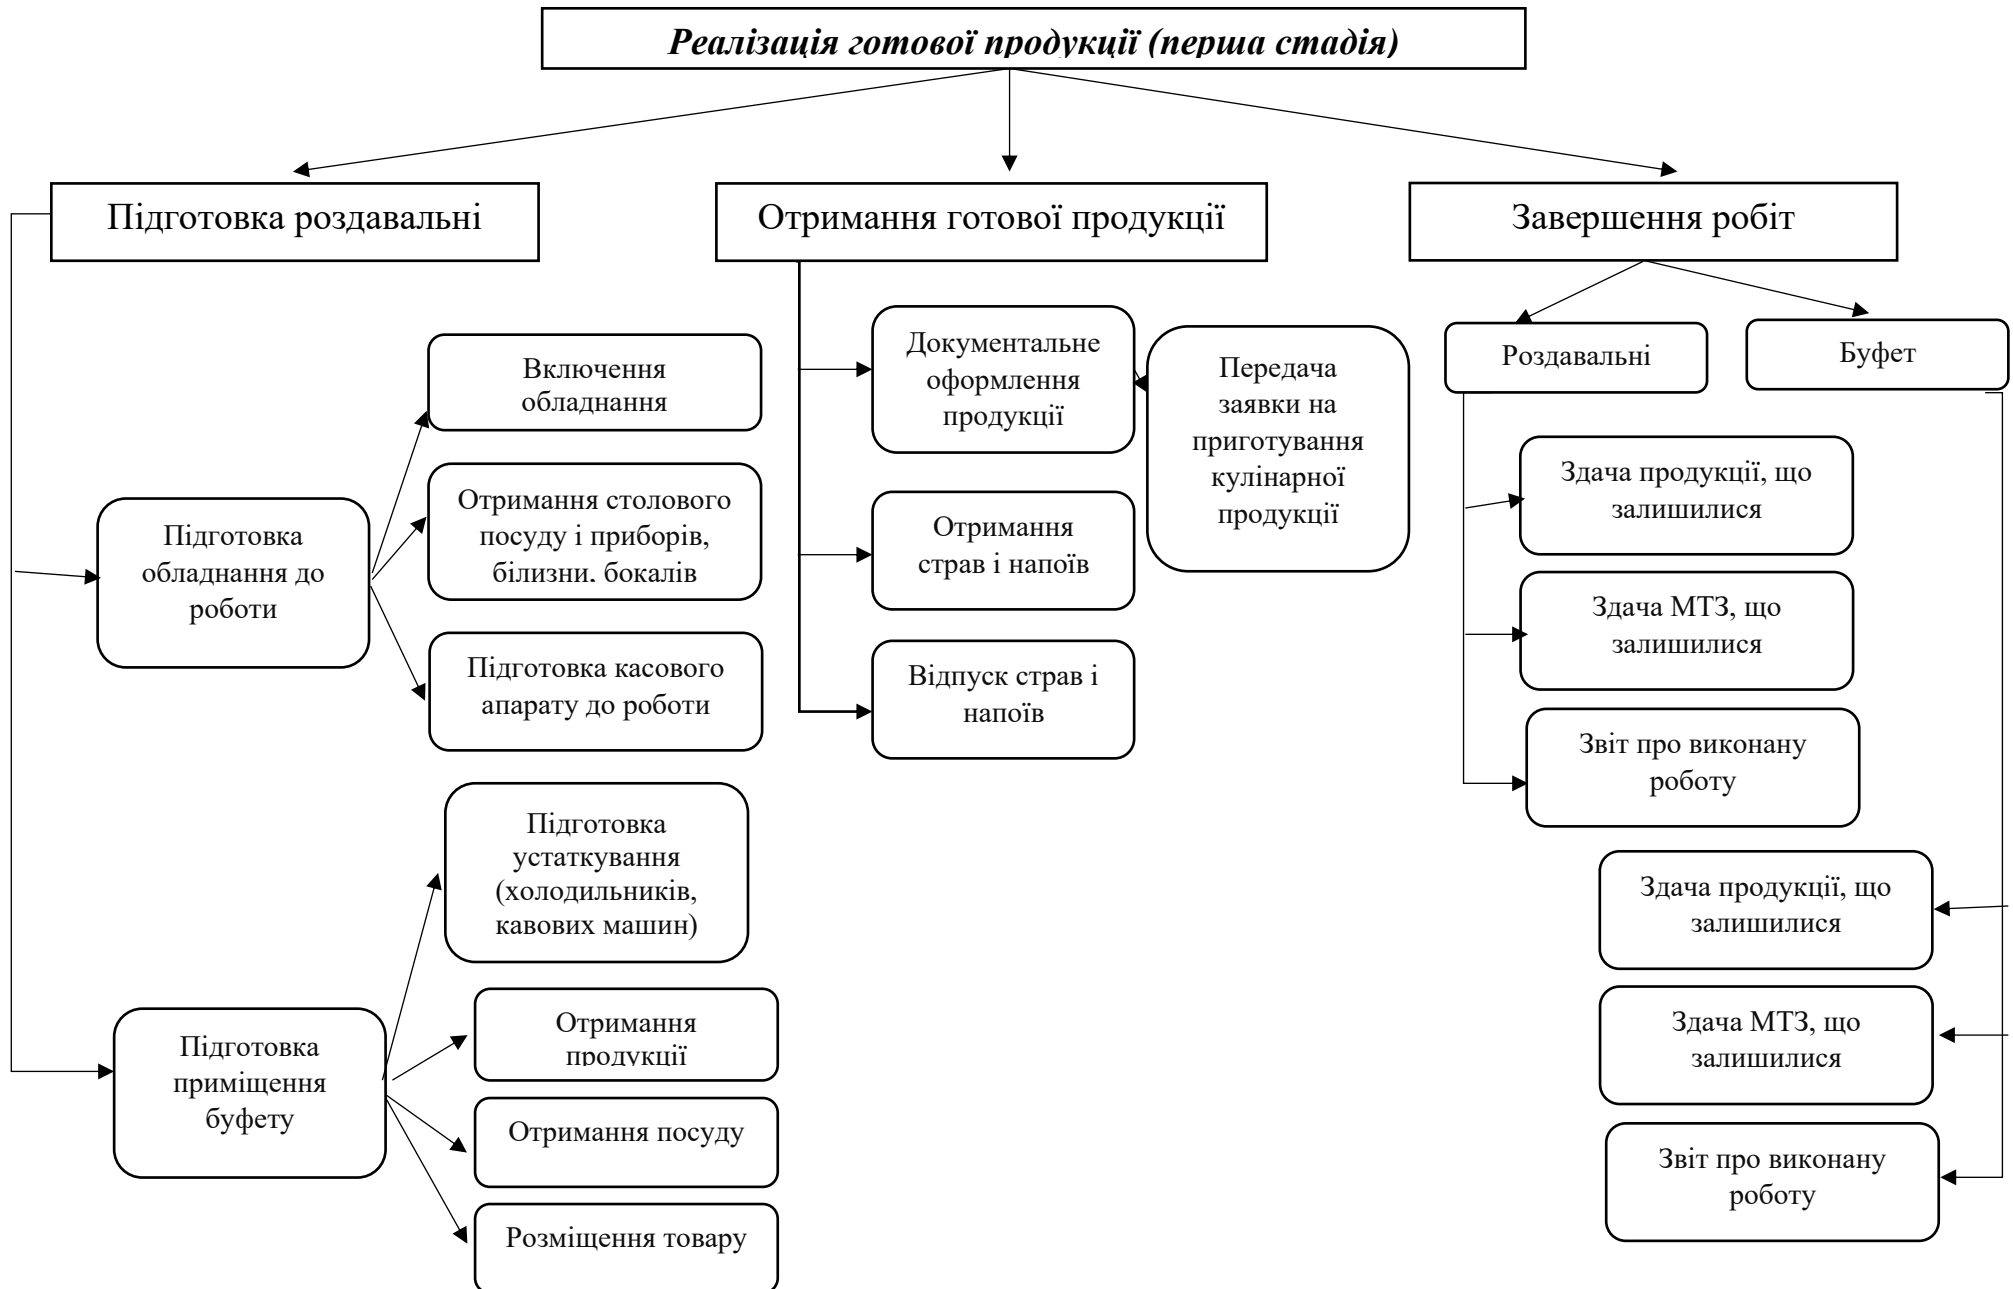 Реалізація готової продукції (перша стадія)
Підготовка роздавальні
Отримання готової продукції
Завершення робіт
Включення
обладнання
Отримання столового
посуду і приборів,
білизни, бокалів
Підготовка
обладнання до
роботи
Підготовка касового
апарату до роботи
Підготовка
устаткування
(холодильників,
кавових машин)
Підготовка
приміщення
буфету
Отримання
продукції
Отримання посуду
Розміщення товару
Документальне
оформлення
продукції
Передача
заявки на
приготування
кулінарної
продукції
Отримання
страв і напоїв
Відпуск страв і
напоїв
Роздавальні
Буфет
Здача продукції, що
залишилися
Здача МТЗ, що
залишилися
Звіт про виконану
роботу
Здача продукції, що
залишилися
Здача МТЗ, що
залишилися
Звіт про виконану
роботу